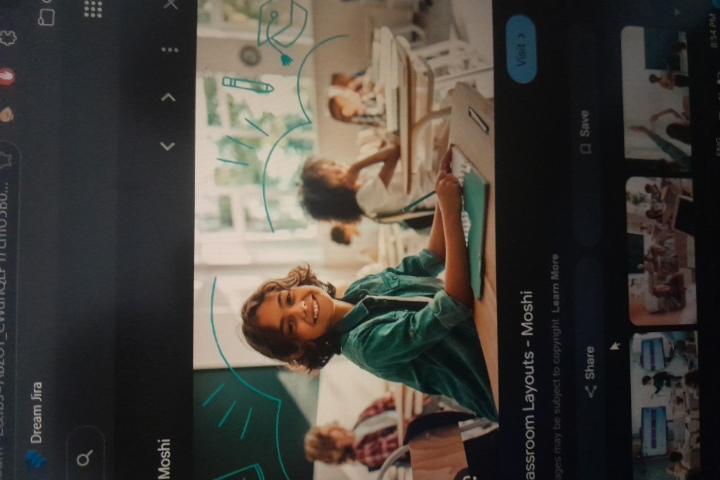 Dream Jira
Moshi
assroom Layouts - Moshi
Visit >
ages may be subject to copyright. Learn More
Share
Save
ENG
8:54 PM